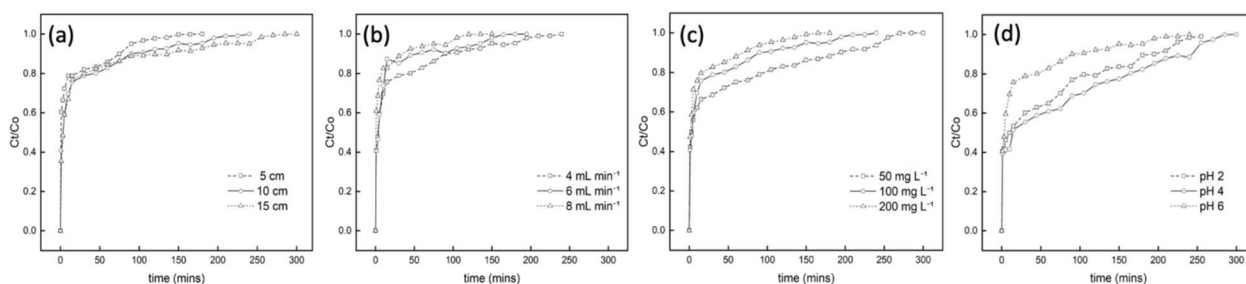 (a)
Ct/Co
1.0
0.8
0.6
0.4
0.2
0.0
5 cm
10 cm
15 cm
0 50 100 150 200 250 300
time (mins)
(b)
Ct/Co
1.0
0.8
0.6
0.4
0.2
0.0
4 mL min⁻¹
6 mL min⁻¹
8 mL min⁻¹
0 50 100 150 200 250 300
time (mins)
(c)
Ct/Co
1.0
0.8
0.6
0.4
0.2
0.0
50 mg L⁻¹
100 mg L⁻¹
200 mg L⁻¹
0 50 100 150 200 250 300
time (mins)
(d)
Ct/Co
1.0
0.8
0.6
0.4
0.2
0.0
pH 2
pH 4
pH 6
0 50 100 150 200 250 300
time (mins)